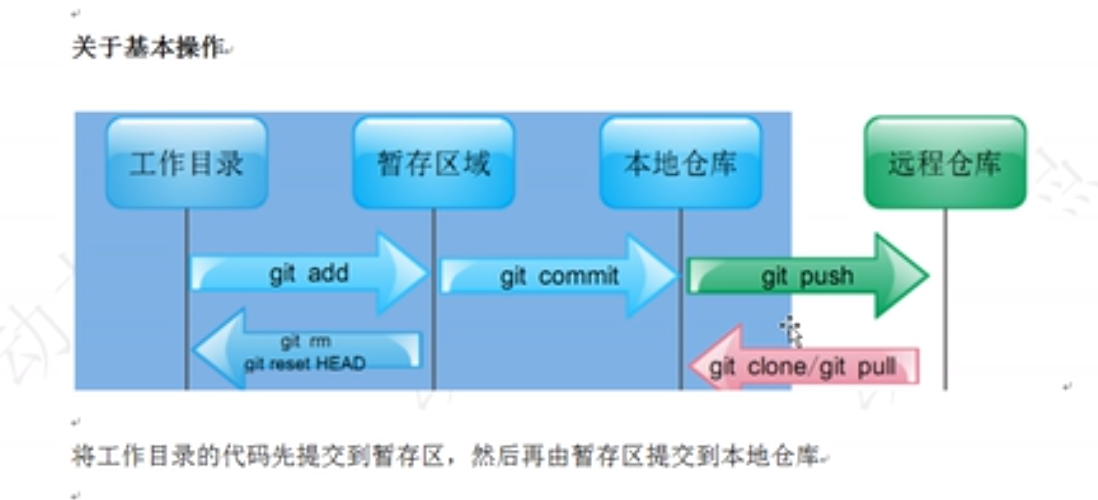 关于基本操作
工作目录 暂存区域 本地仓库 远程仓库
git add git commit git push
git rm
git reset HEAD
git clone/git pull
将工作目录的代码先提交到暂存区，然后再由暂存区提交到本地仓库